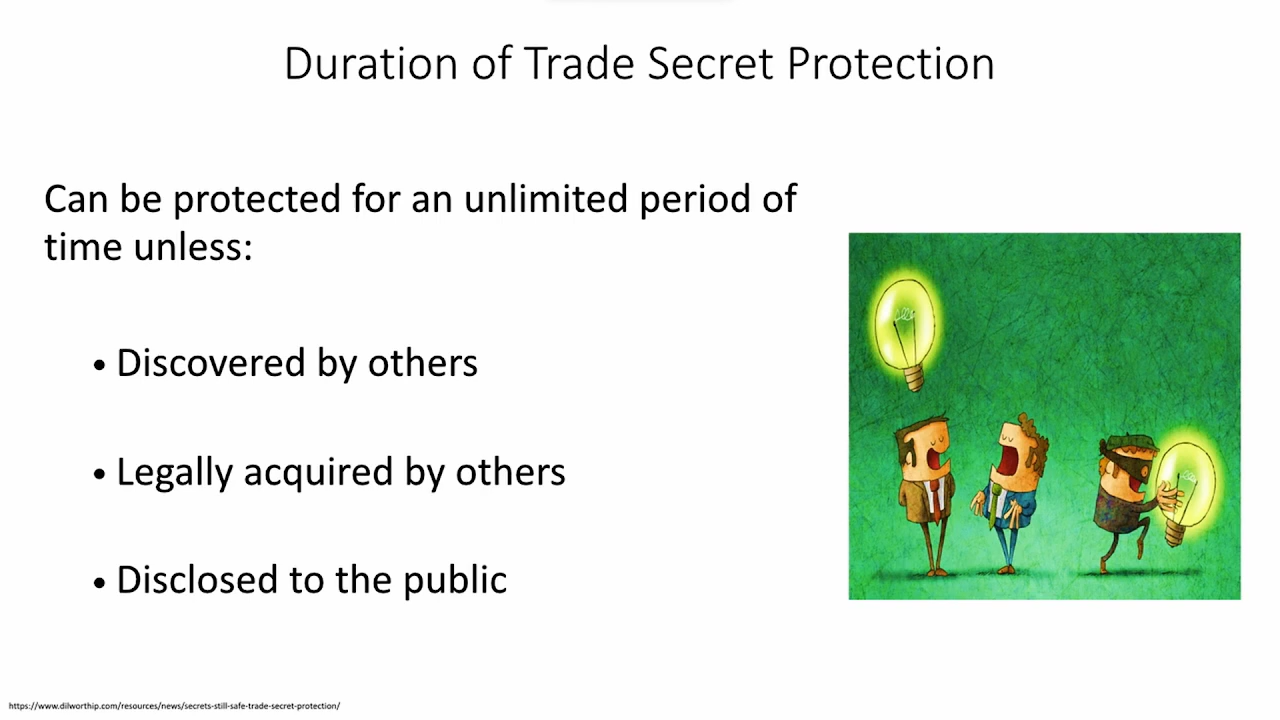 Duration of Trade Secret Protection
Can be protected for an unlimited period of
time unless:
• Discovered by others
• Legally acquired by others
• Disclosed to the public
https://www.dilworthip.com/resources/news/secrets-still-safe-trade-secret-protection/